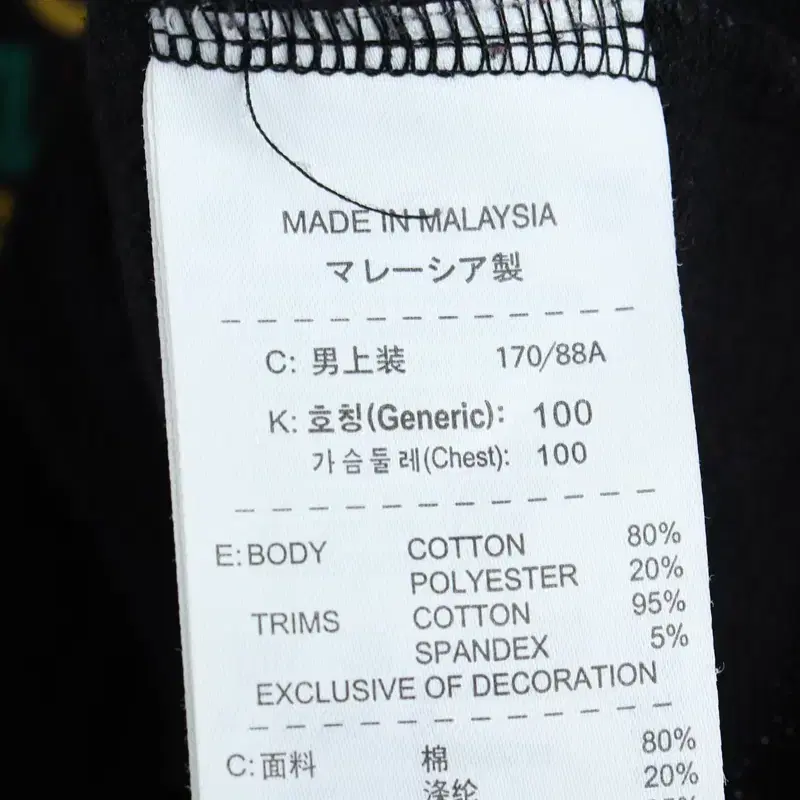 MADE IN MALAYSIA
マレーシア製
C: 男上装 170/88A
K: 호칭(Generic): 100
가슴둘레(Chest): 100
E: BODY COTTON 80%
POLYESTER 20%
TRIMS COTTON 95%
SPANDEX 5%
EXCLUSIVE OF DECORATION
C: 面料 棉 80%
涤纶 20%